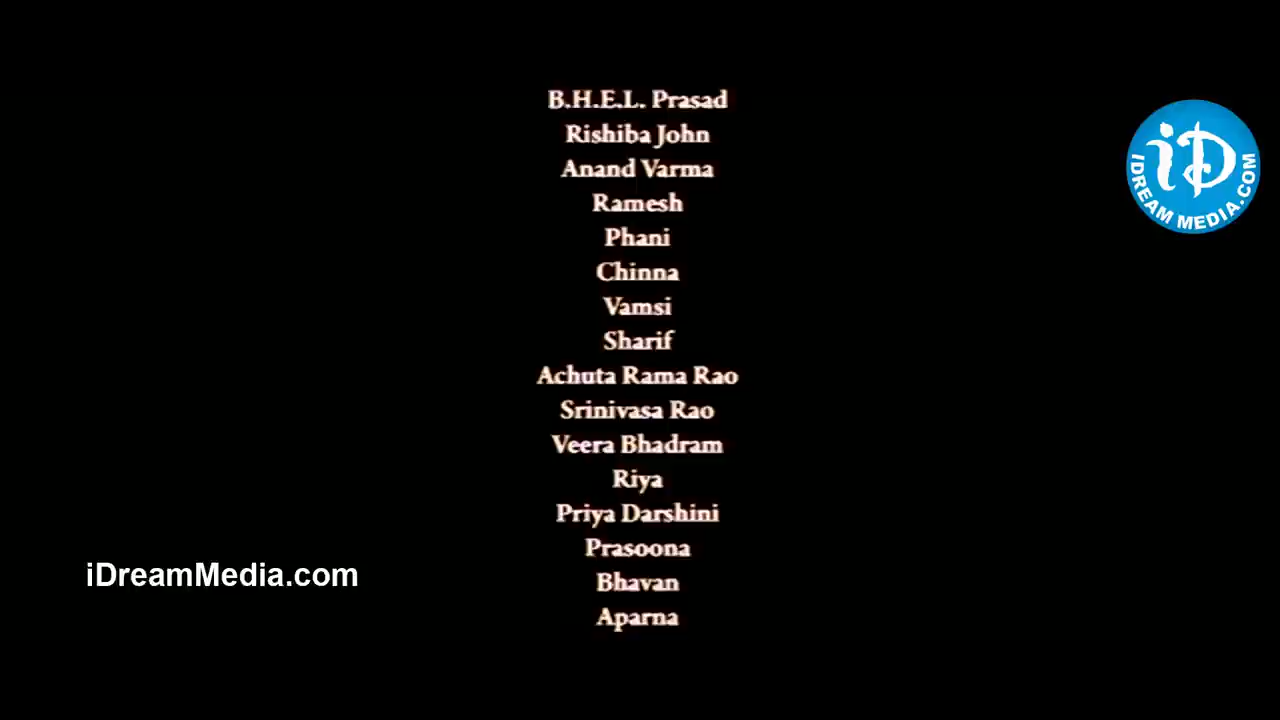 B.H.E.L. Prasad
Rishiba John
Anand Varma
Ramesh
Phani
Chinna
Vamsi
Sharif
Achuta Rama Rao
Srinivasa Rao
Veera Bhadram
Riya
Priya Darshini
Prasoona
Bhavan
Aparna
iD
IDREAM MEDIA.COM
iDreamMedia.com